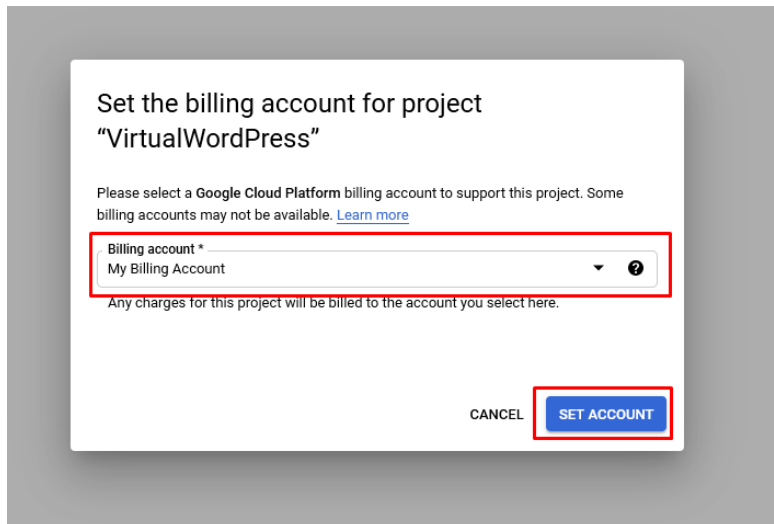 Set the billing account for project
“VirtualWordPress”
Please select a Google Cloud Platform billing account to support this project. Some
billing accounts may not be available. Learn more
Billing account *
My Billing Account
Any charges for this project will be billed to the account you select here.
CANCEL
SET ACCOUNT